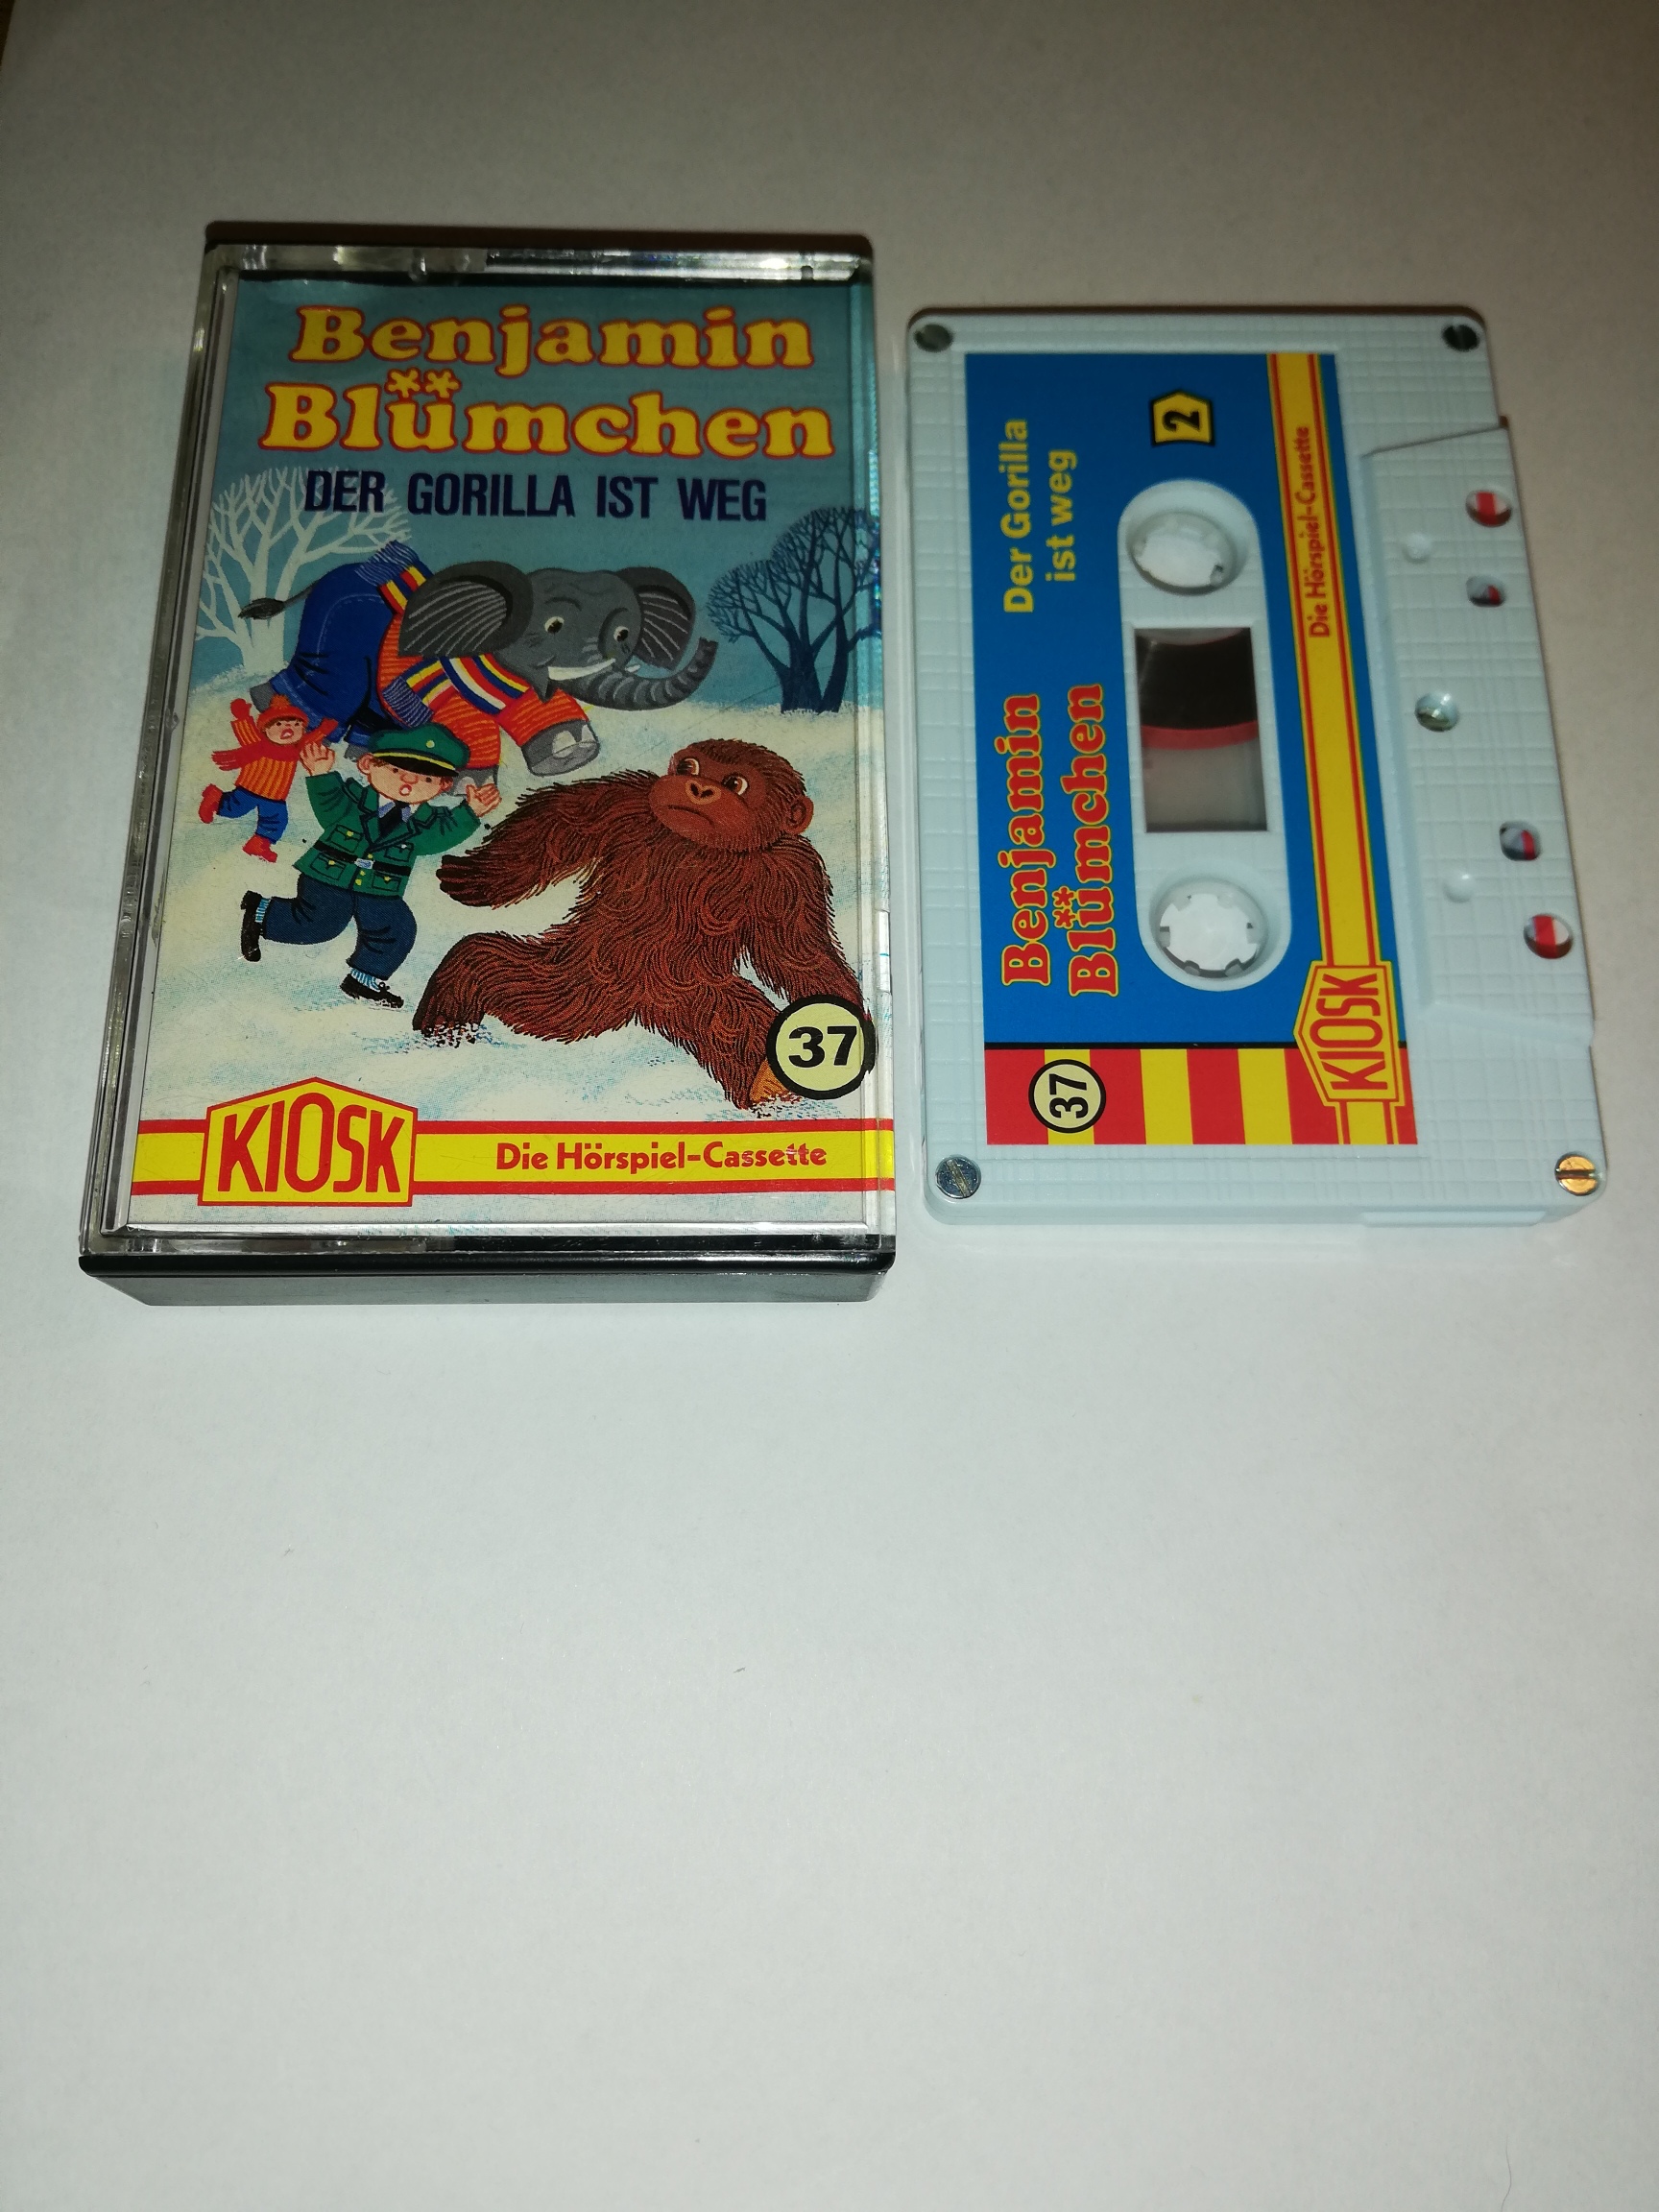 Benjamin
Blümchen
DER GORILLA IST WEG
37
KIOSK
Die Hörspiel-Cassette
Benjamin
Blümchen
Der Gorilla
ist weg
2
37
KIOSK
Die Hörspiel-Cassette